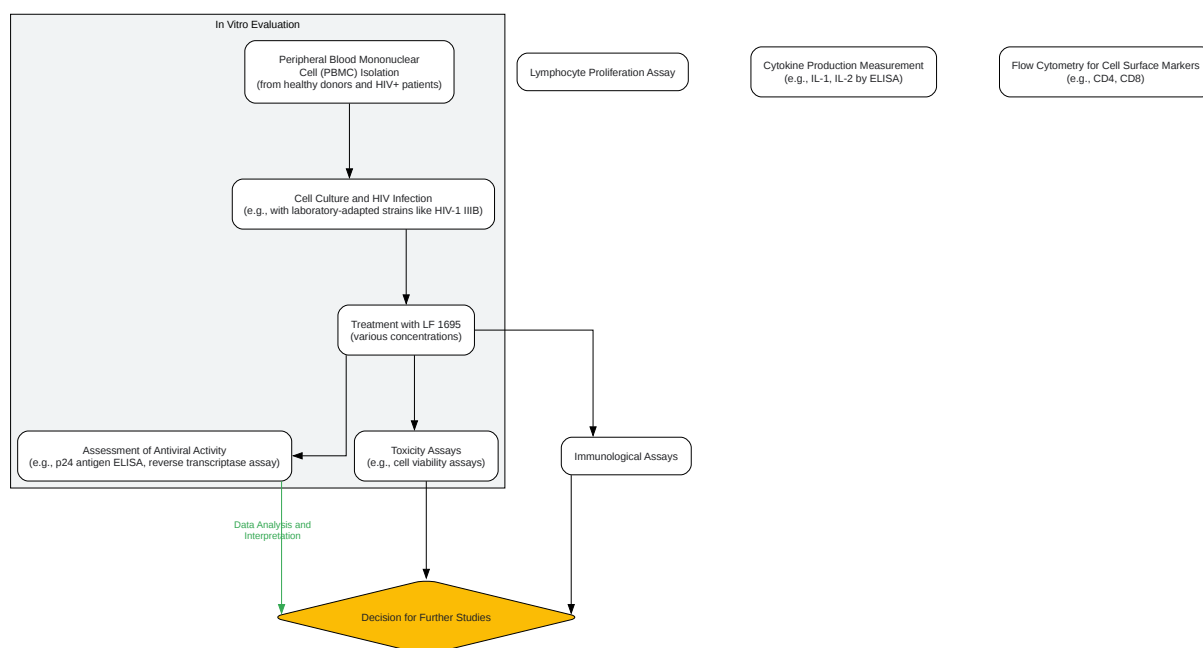 In Vitro Evaluation
Peripheral Blood Mononuclear
Cell (PBMC) Isolation
(from healthy donors and HIV+ patients)
Lymphocyte Proliferation Assay
Cytokine Production Measurement
(e.g., IL-1, IL-2 by ELISA)
Flow Cytometry for Cell Surface Markers
(e.g., CD4, CD8)
Cell Culture and HIV Infection
(e.g., with laboratory-adapted strains like HIV-1 IIIB)
Treatment with LF 1695
(various concentrations)
Assessment of Antiviral Activity
(e.g., p24 antigen ELISA, reverse transcriptase assay)
Toxicity Assays
(e.g., cell viability assays)
Immunological Assays
Data Analysis and
Interpretation
Decision for Further Studies